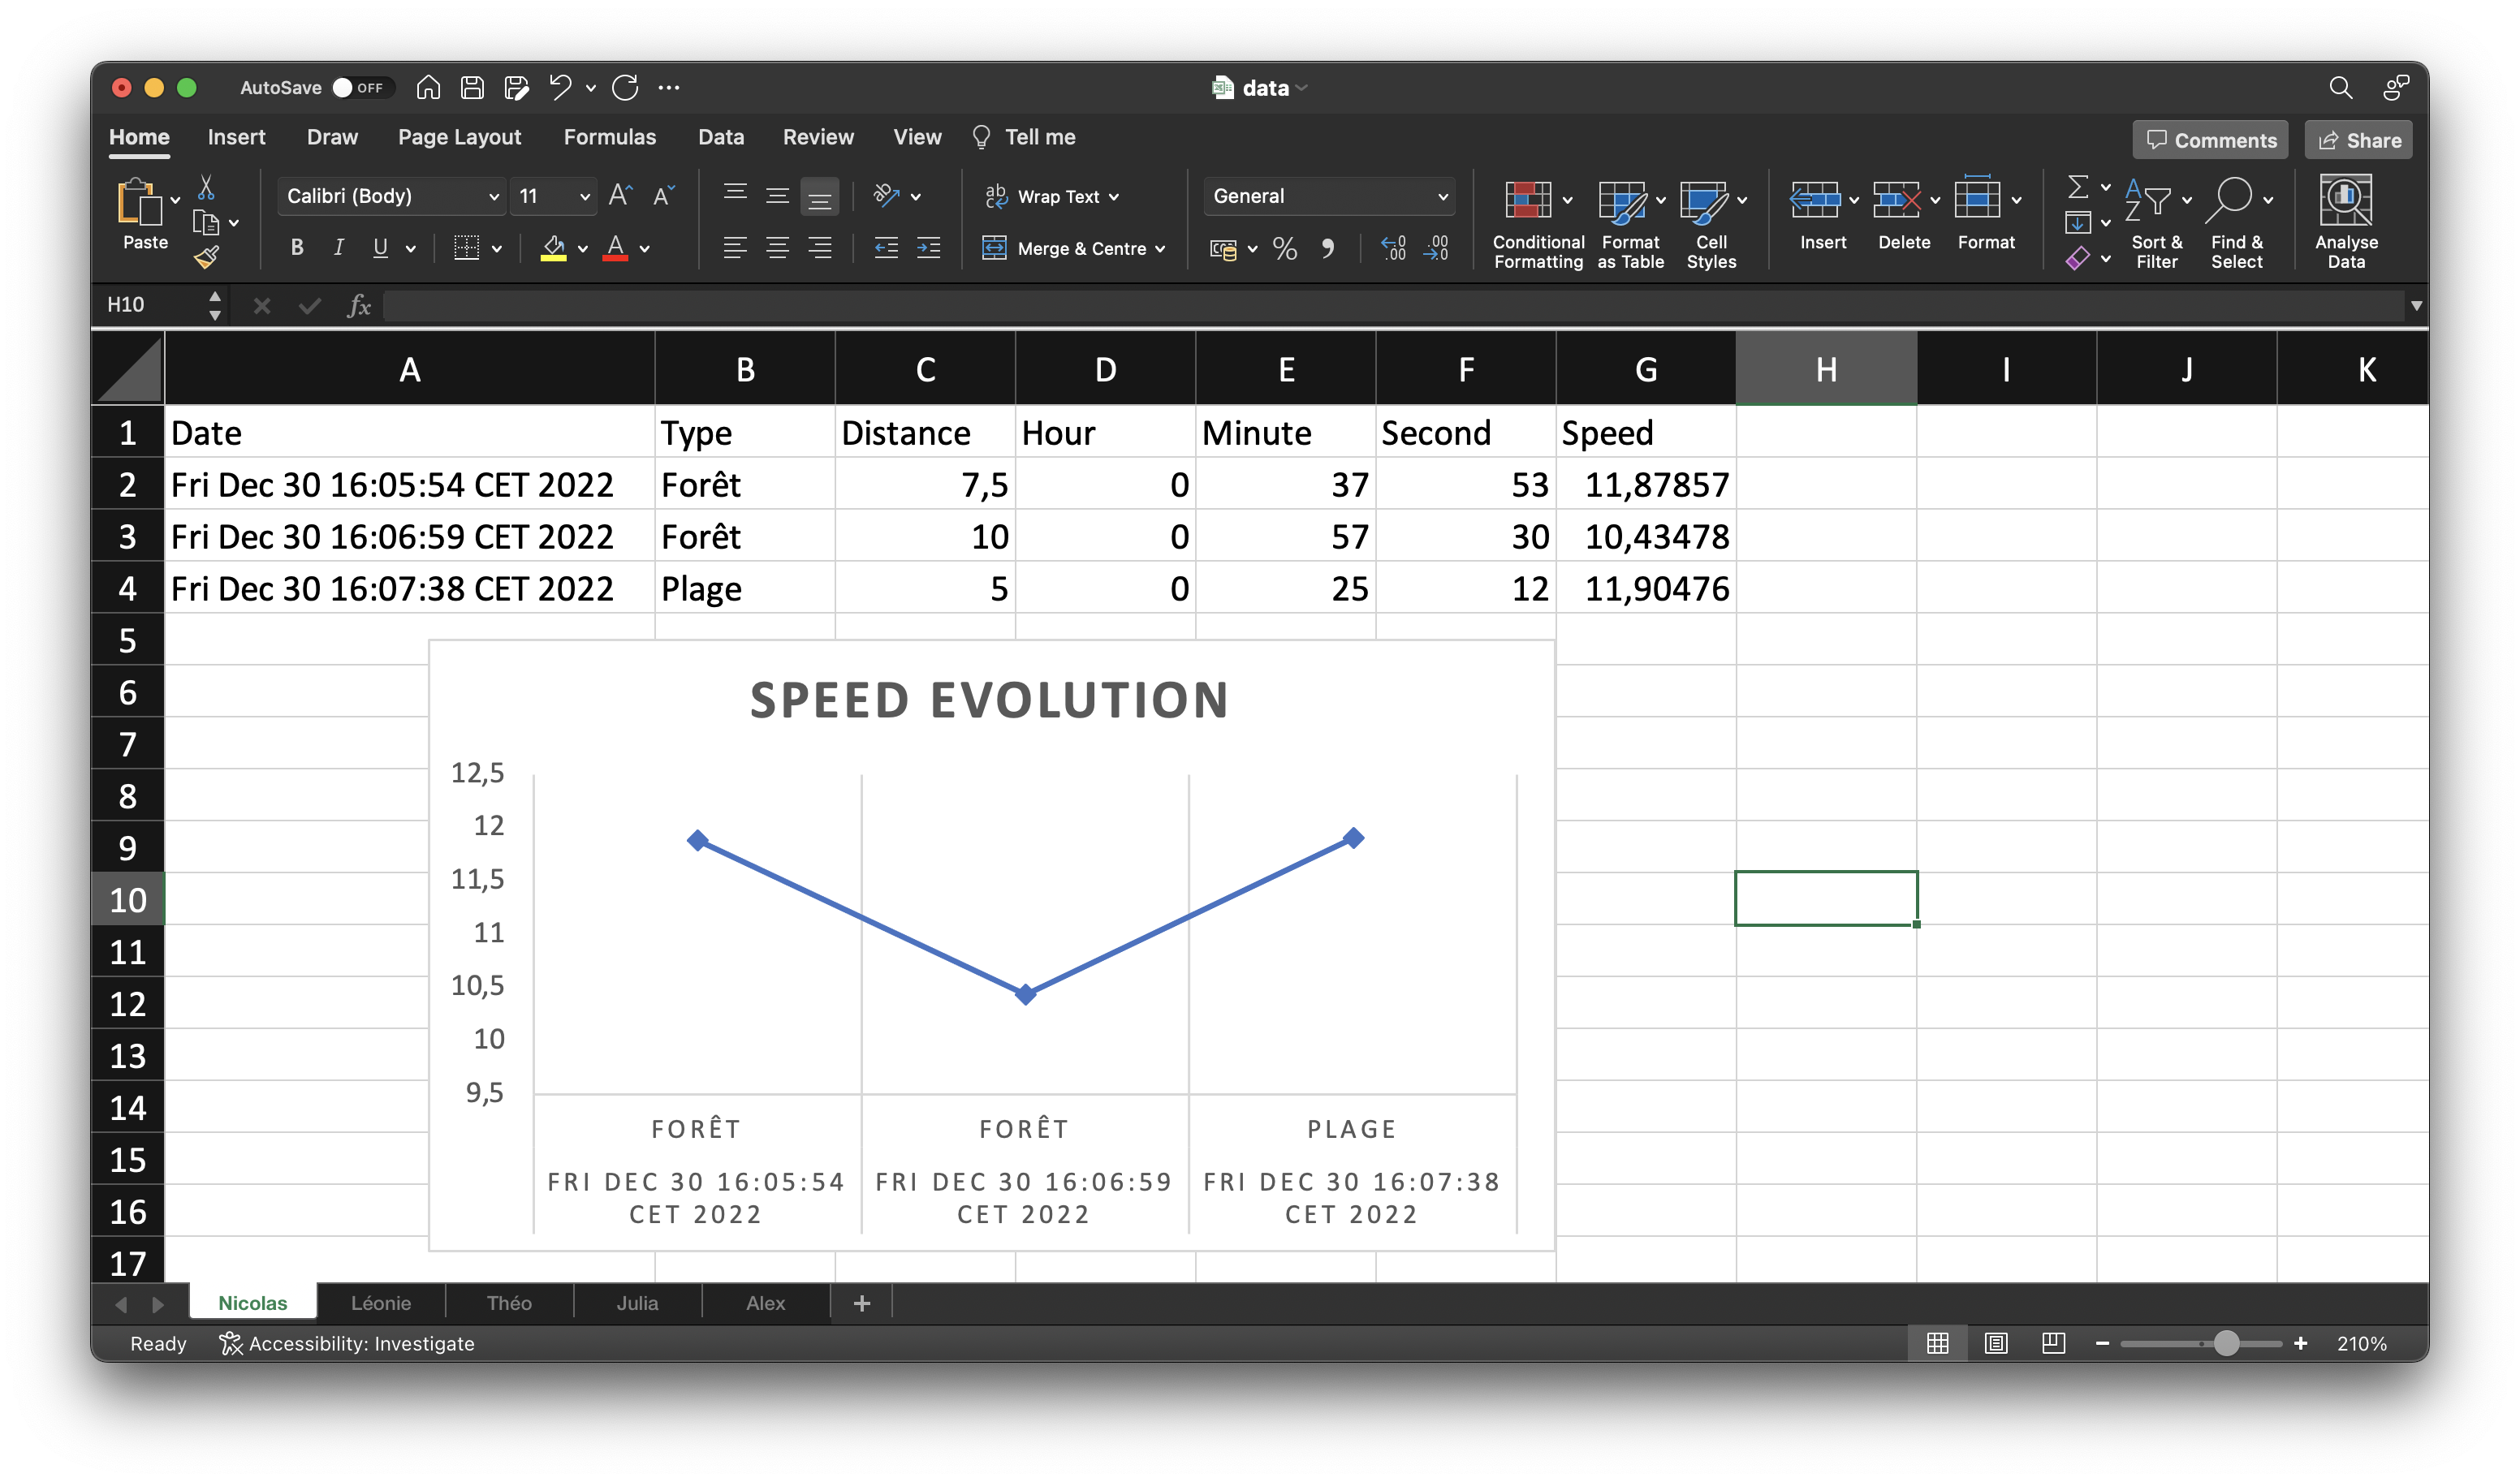 AutoSave OFF data
Home Insert Draw Page Layout Formulas Data Review View Tell me Comments Share
Paste Calibri (Body) 11 Wrap Text General
B I U Merge & Centre
Conditional Formatting Format as Table Cell Styles Insert Delete Format Sort & Filter Find & Select Analyse Data
H10 fx
A B C D E F G H I J K
1 Date Type Distance Hour Minute Second Speed
2 Fri Dec 30 16:05:54 CET 2022 Forêt 7,5 0 37 53 11,87857
3 Fri Dec 30 16:06:59 CET 2022 Forêt 10 0 57 30 10,43478
4 Fri Dec 30 16:07:38 CET 2022 Plage 5 0 25 12 11,90476
5
6
7
8
9
10
11
12
13
14
15
16
17
SPEED EVOLUTION
12,5
12
11,5
11
10,5
10
9,5
FORÊT FORÊT PLAGE
FRI DEC 30 16:05:54 FRI DEC 30 16:06:59 FRI DEC 30 16:07:38
CET 2022 CET 2022 CET 2022
Nicolas Léonie Théo Julia Alex +
Ready Accessibility: Investigate 210%